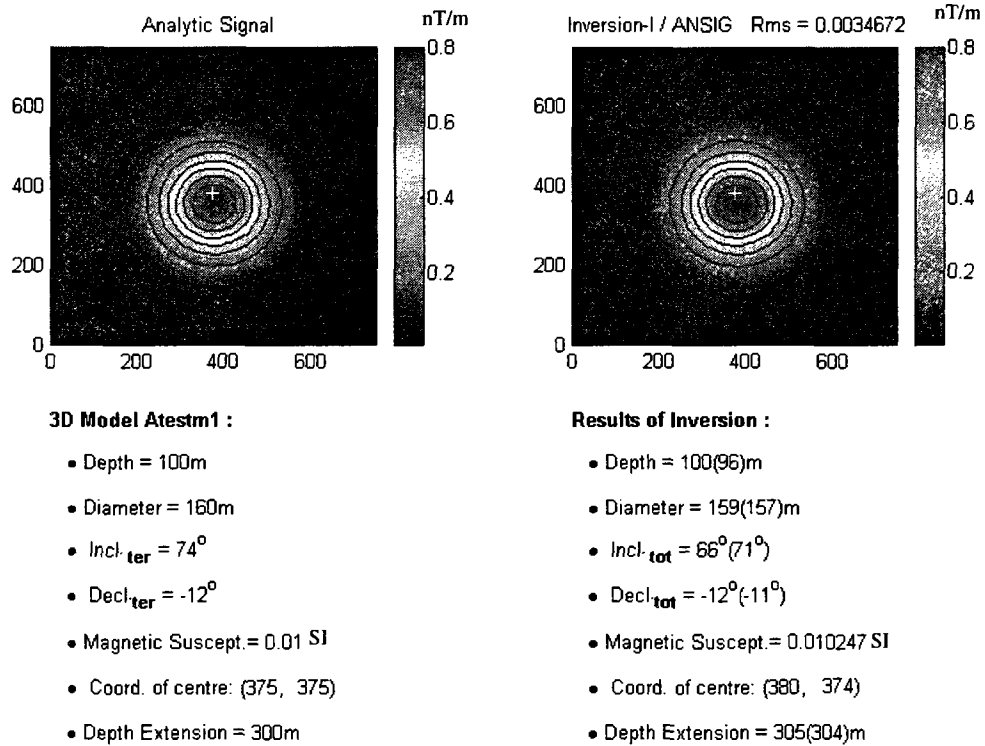 Analytic Signal
nT/m
0.8
0.6
0.4
0.2
600
400
200
0
0 200 400 600
Inversion-I / ANSIG Rms = 0.0034672
nT/m
0.8
0.6
0.4
0.2
600
400
200
0
0 200 400 600
3D Model Atestm1 :
• Depth = 100m
• Diameter = 160m
• Incl.ter = 74°
• Decl.ter = -12°
• Magnetic Suscept.= 0.01 SI
• Coord. of centre: (375, 375)
• Depth Extension = 300m
Results of Inversion :
• Depth = 100(96)m
• Diameter = 159(157)m
• Incl.tot = 66°(71°)
• Decl.tot = -12°(-11°)
• Magnetic Suscept.= 0.010247 SI
• Coord. of centre: (380, 374)
• Depth Extension = 305(304)m